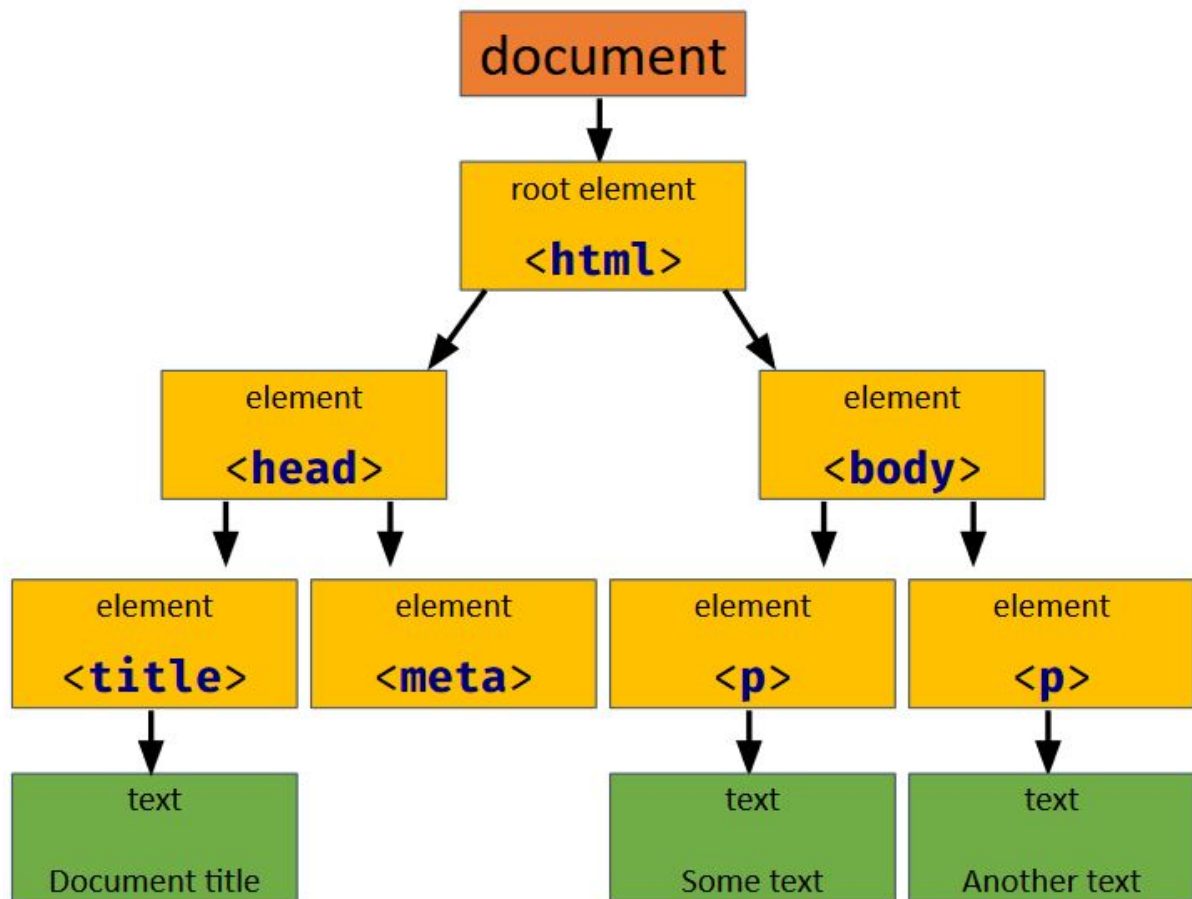 document
root element
<html>
element
<head>
element
<body>
element
<title>
element
<meta>
element
<p>
element
<p>
text
Document title
text
Some text
text
Another text